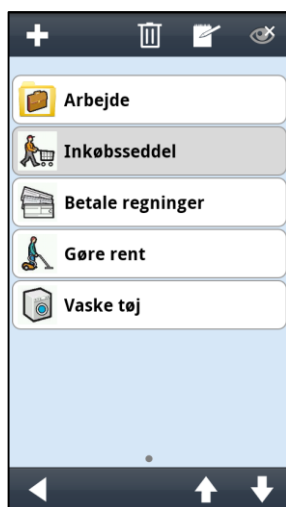 Arbejde
Inkøbsseddel
Betale regninger
Gøre rent
Vaske tøj